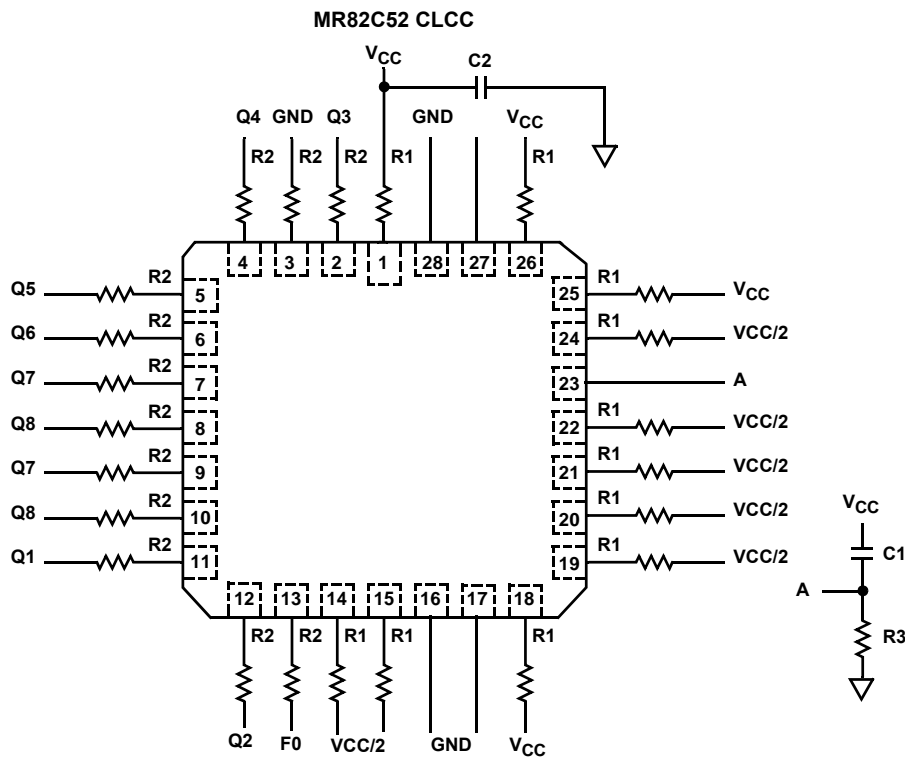 MR82C52 CLCC
VCC
C2
Q4 GND Q3 GND VCC
R2 R2 R2 R1 R1
4 3 2 1 28 27 26
Q5 R2 5 25 R1 VCC
Q6 R2 6 24 R1 VCC/2
Q7 R2 7 23 A
Q8 R2 8 22 R1 VCC/2
Q7 R2 9 21 R1 VCC/2
Q8 R2 10 20 R1 VCC/2
Q1 R2 11 19 R1 VCC/2
12 13 14 15 16 17 18
R2 R2 R1 R1 R1
Q2 F0 VCC/2 GND VCC
VCC
C1
A
R3